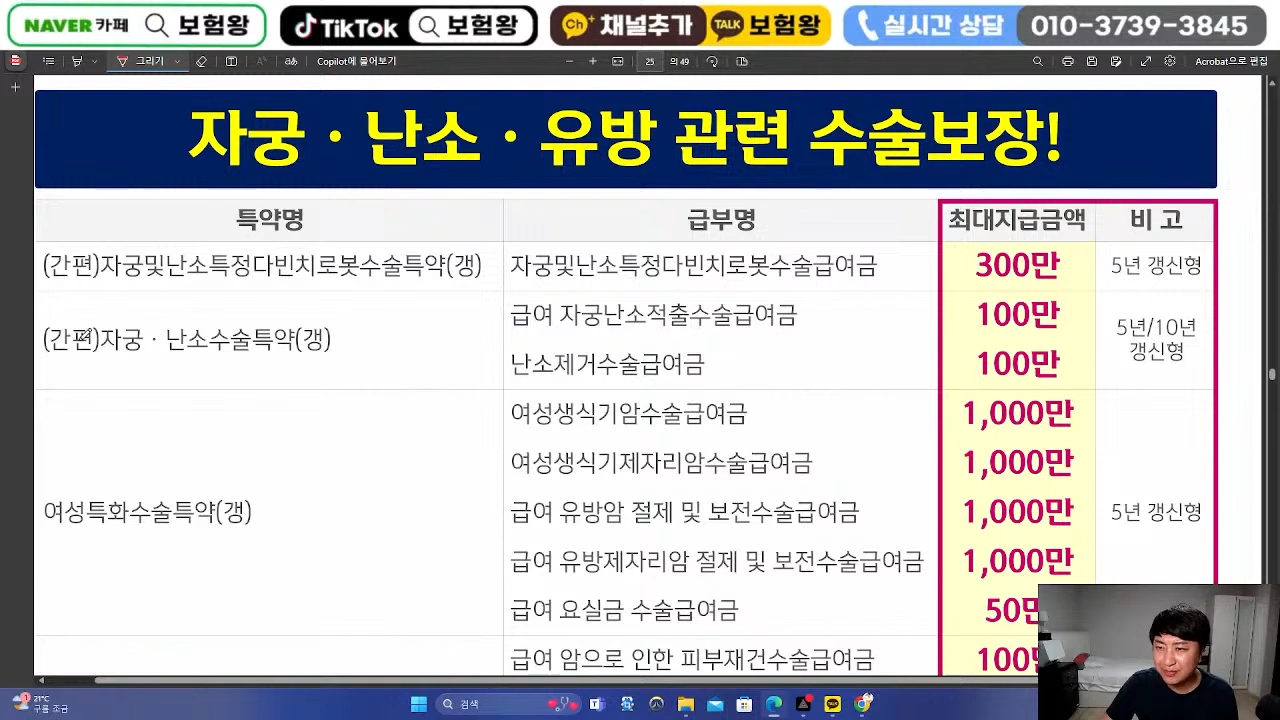 NAVER 카페 보험왕 TikTok 보험왕 Ch+ 채널추가 TALK 보험왕 실시간 상담 010-3739-3845
그리기 Copilot에 물어보기 25 의 49 Acrobat으로 편집
자궁 · 난소 · 유방 관련 수술보장!
특약명 급부명 최대지급금액 비 고
(간편)자궁및난소특정다빈치로봇수술특약(갱) 자궁및난소특정다빈치로봇수술급여금 300만 5년 갱신형
(간편)자궁 · 난소수술특약(갱) 급여 자궁난소적출수술급여금 100만 5년/10년
난소제거수술급여금 100만 갱신형
여성생식기암수술급여금 1,000만
여성생식기제자리암수술급여금 1,000만
여성특화수술특약(갱) 급여 유방암 절제 및 보전수술급여금 1,000만 5년 갱신형
급여 유방제자리암 절제 및 보전수술급여금 1,000만
급여 요실금 수술급여금 50만
급여 암으로 인한 피부재건수술급여금 100
21°C
구름 조금
검색